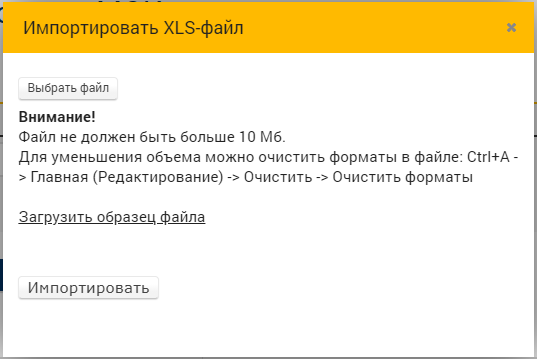 Импортировать XLS-файл
Выбрать файл
Внимание!
Файл не должен быть больше 10 Мб.
Для уменьшения объема можно очистить форматы в файле: Ctrl+A -
> Главная (Редактирование) -> Очистить -> Очистить форматы
Загрузить образец файла
Импортировать